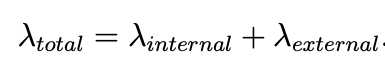 λ_total = λ_internal + λ_external.